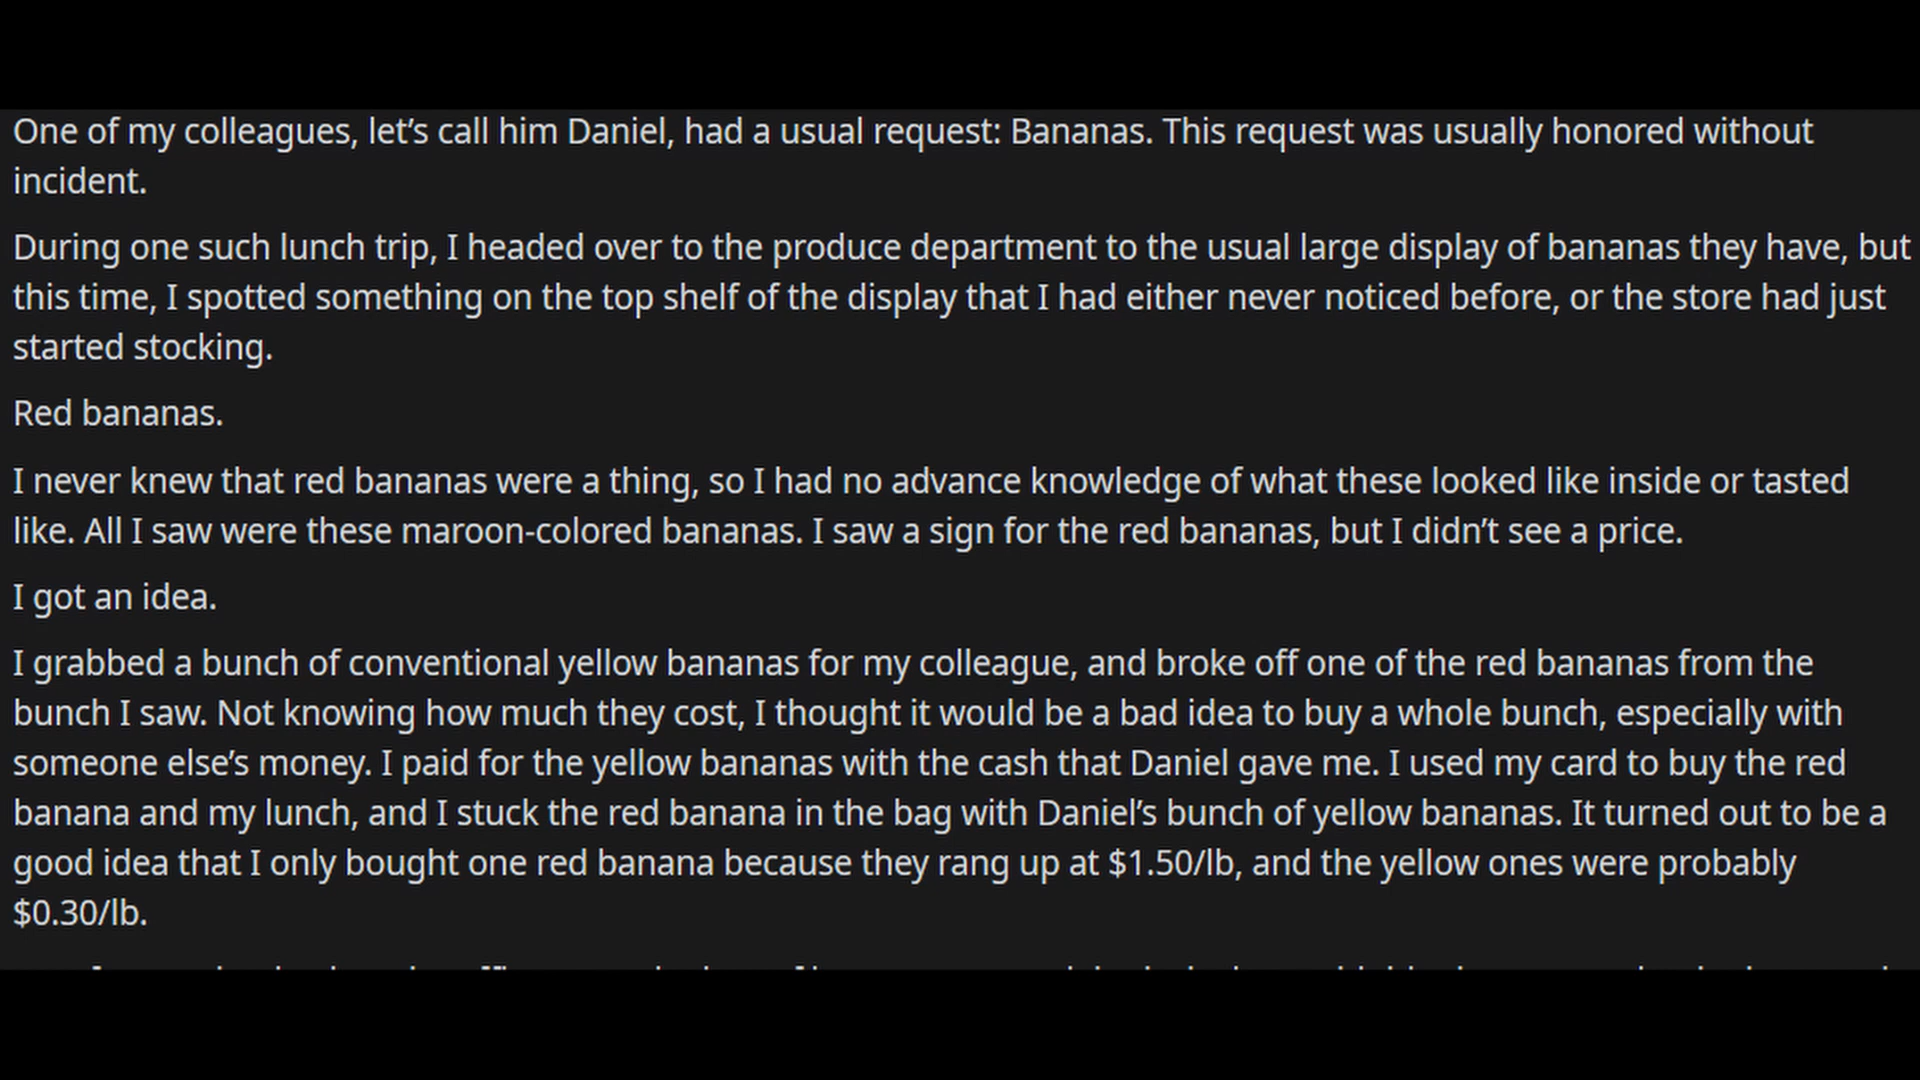 One of my colleagues, let’s call him Daniel, had a usual request: Bananas. This request was usually honored without
incident.
During one such lunch trip, I headed over to the produce department to the usual large display of bananas they have, but
this time, I spotted something on the top shelf of the display that I had either never noticed before, or the store had just
started stocking.
Red bananas.
I never knew that red bananas were a thing, so I had no advance knowledge of what these looked like inside or tasted
like. All I saw were these maroon-colored bananas. I saw a sign for the red bananas, but I didn’t see a price.
I got an idea.
I grabbed a bunch of conventional yellow bananas for my colleague, and broke off one of the red bananas from the
bunch I saw. Not knowing how much they cost, I thought it would be a bad idea to buy a whole bunch, especially with
someone else’s money. I paid for the yellow bananas with the cash that Daniel gave me. I used my card to buy the red
banana and my lunch, and I stuck the red banana in the bag with Daniel’s bunch of yellow bananas. It turned out to be a
good idea that I only bought one red banana because they rang up at $1.50/lb, and the yellow ones were probably
$0.30/lb.